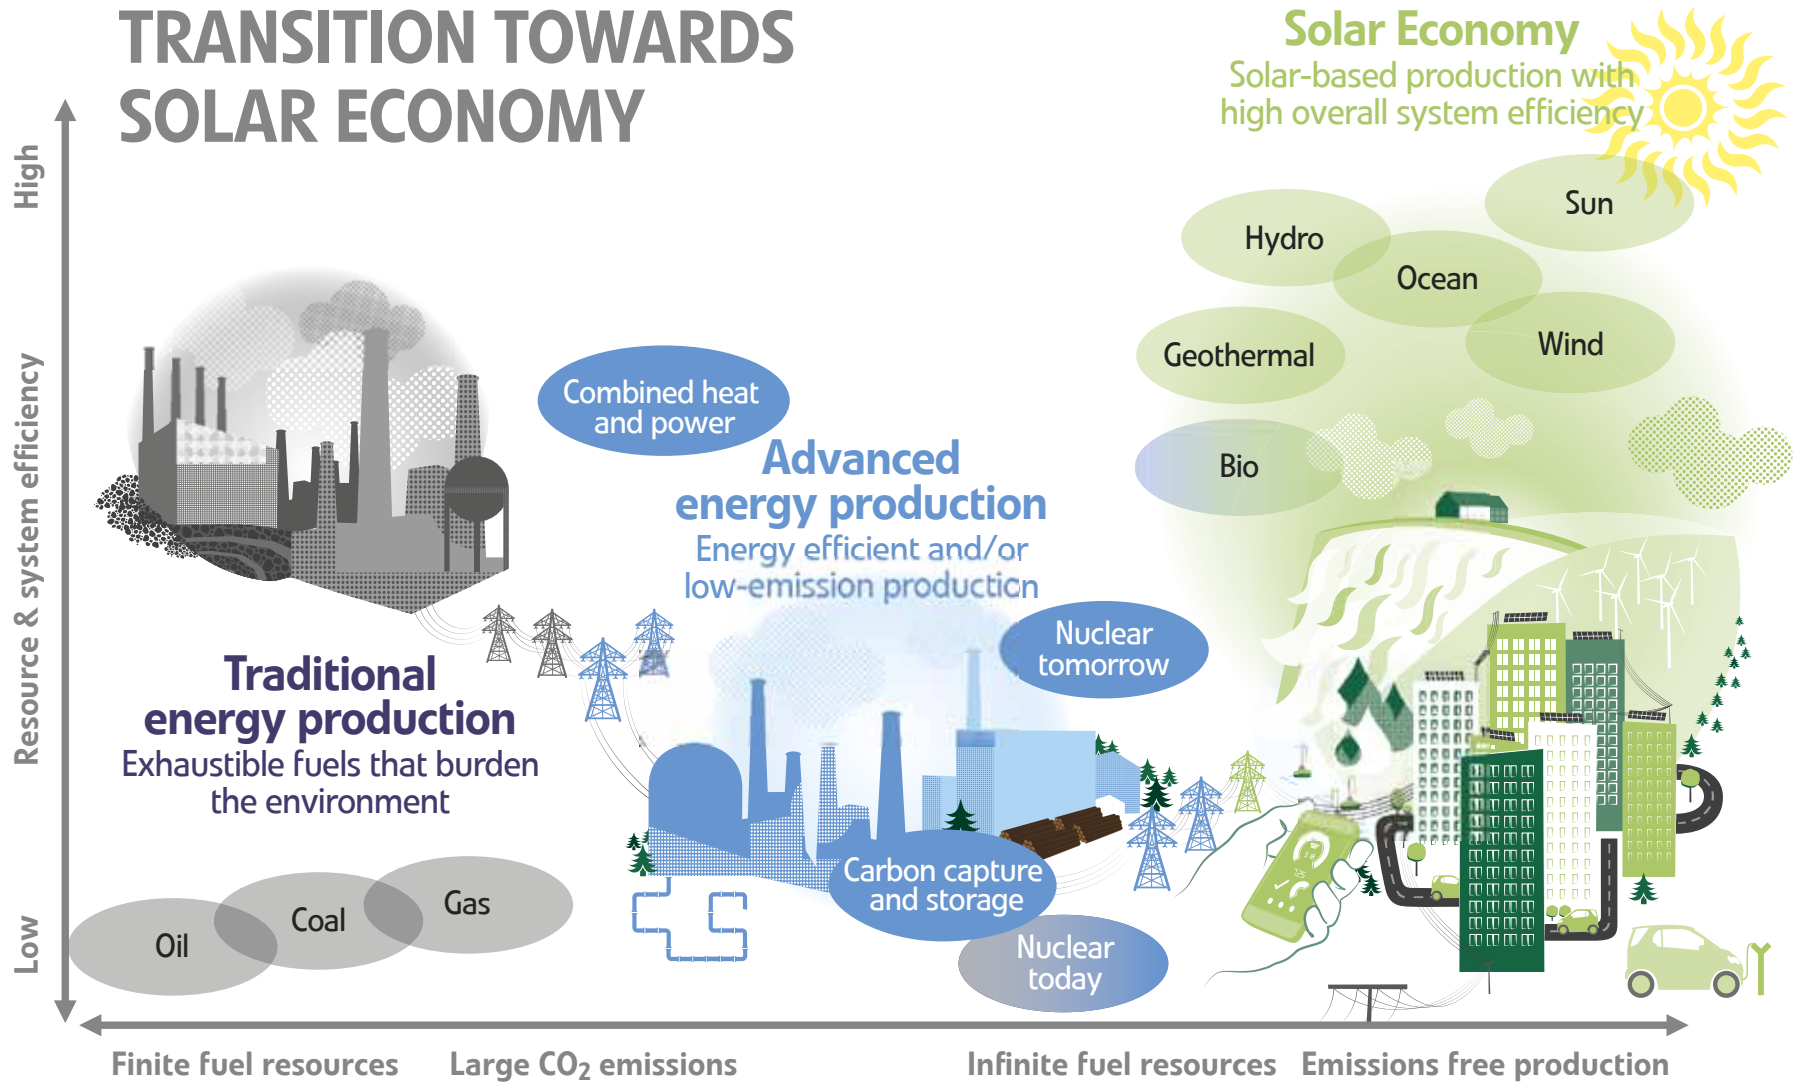 TRANSITION TOWARDS
SOLAR ECONOMY
Solar Economy
Solar-based production with
high overall system efficiency
High
Resource & system efficiency
Low
Sun
Hydro
Ocean
Wind
Geothermal
Bio
Combined heat
and power
Advanced
energy production
Energy efficient and/or
low-emission production
Nuclear
tomorrow
Traditional
energy production
Exhaustible fuels that burden
the environment
Carbon capture
and storage
Gas
Coal
Oil
Nuclear
today
Finite fuel resources
Large CO₂ emissions
Infinite fuel resources
Emissions free production